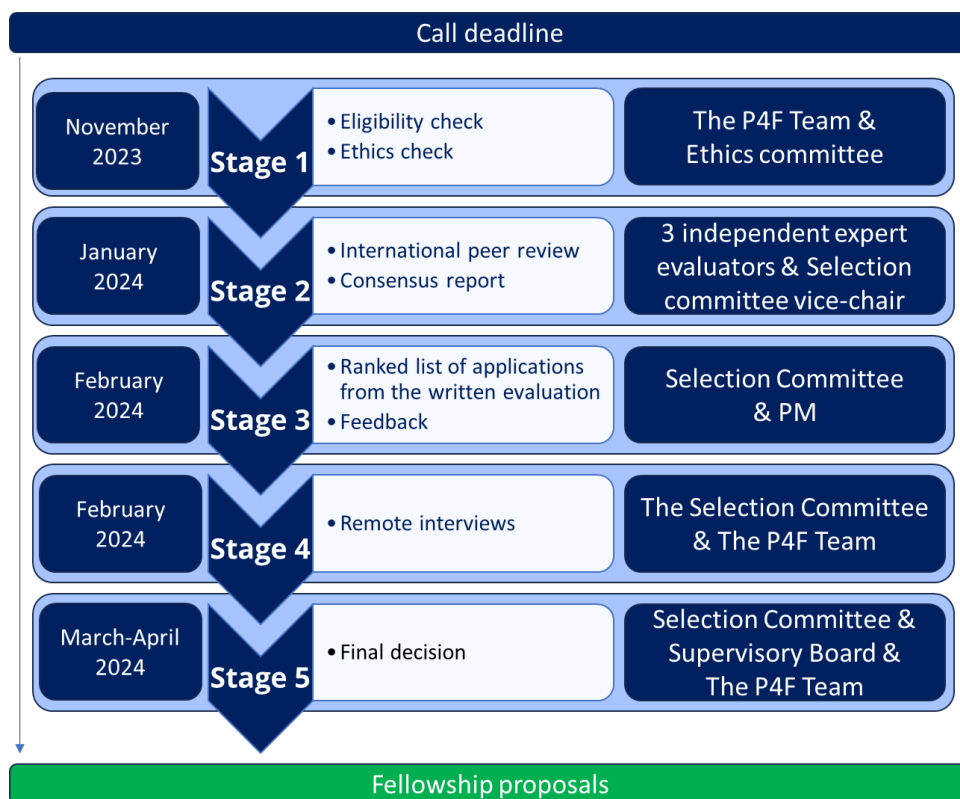 Call deadline
November
2023
Stage 1
• Eligibility check
• Ethics check
The P4F Team &
Ethics committee
January
2024
Stage 2
• International peer review
• Consensus report
3 independent expert
evaluators & Selection
committee vice-chair
February
2024
Stage 3
• Ranked list of applications
from the written evaluation
• Feedback
Selection Committee
& PM
February
2024
Stage 4
• Remote interviews
The Selection Committee
& The P4F Team
March-April
2024
Stage 5
• Final decision
Selection Committee &
Supervisory Board &
The P4F Team
Fellowship proposals